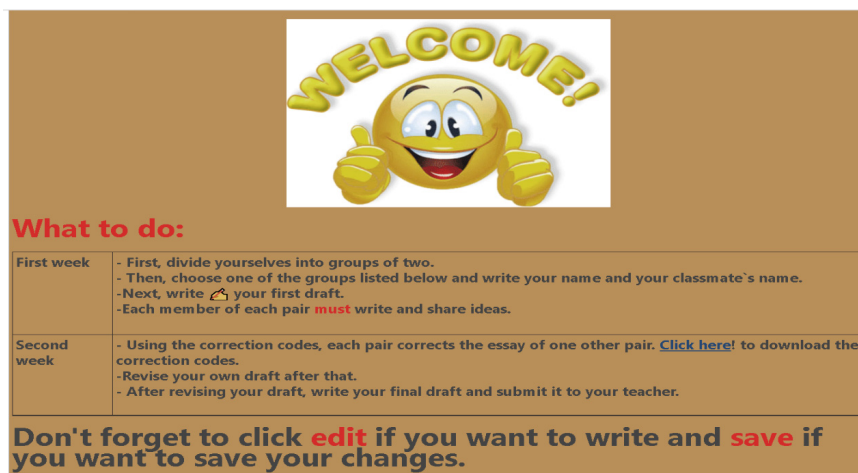 WELCOME!
What to do:
First week
- First, divide yourselves into groups of two.
- Then, choose one of the groups listed below and write your name and your classmate`s name.
-Next, write ✍ your first draft.
-Each member of each pair must write and share ideas.
Second
week
- Using the correction codes, each pair corrects the essay of one other pair. Click here! to download the
correction codes.
-Revise your own draft after that.
- After revising your draft, write your final draft and submit it to your teacher.
Don't forget to click edit if you want to write and save if
you want to save your changes.